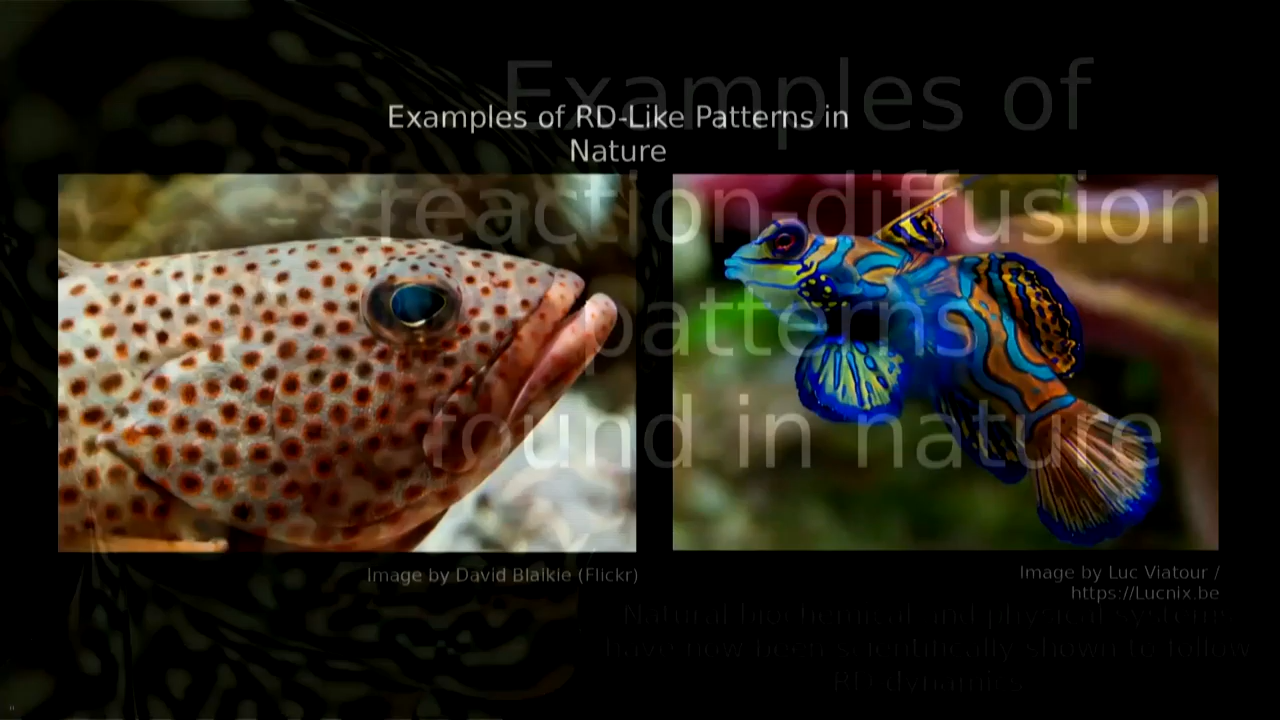 Examples of
Examples of RD-Like Patterns in
Nature
reaction-diffusion
patterns
found in nature
Image by David Blaikie (Flickr)
Image by Luc Viatour /
https://Lucnix.be
Natural biochemical and physical systems
have now been scientifically shown to follow
RD dynamics